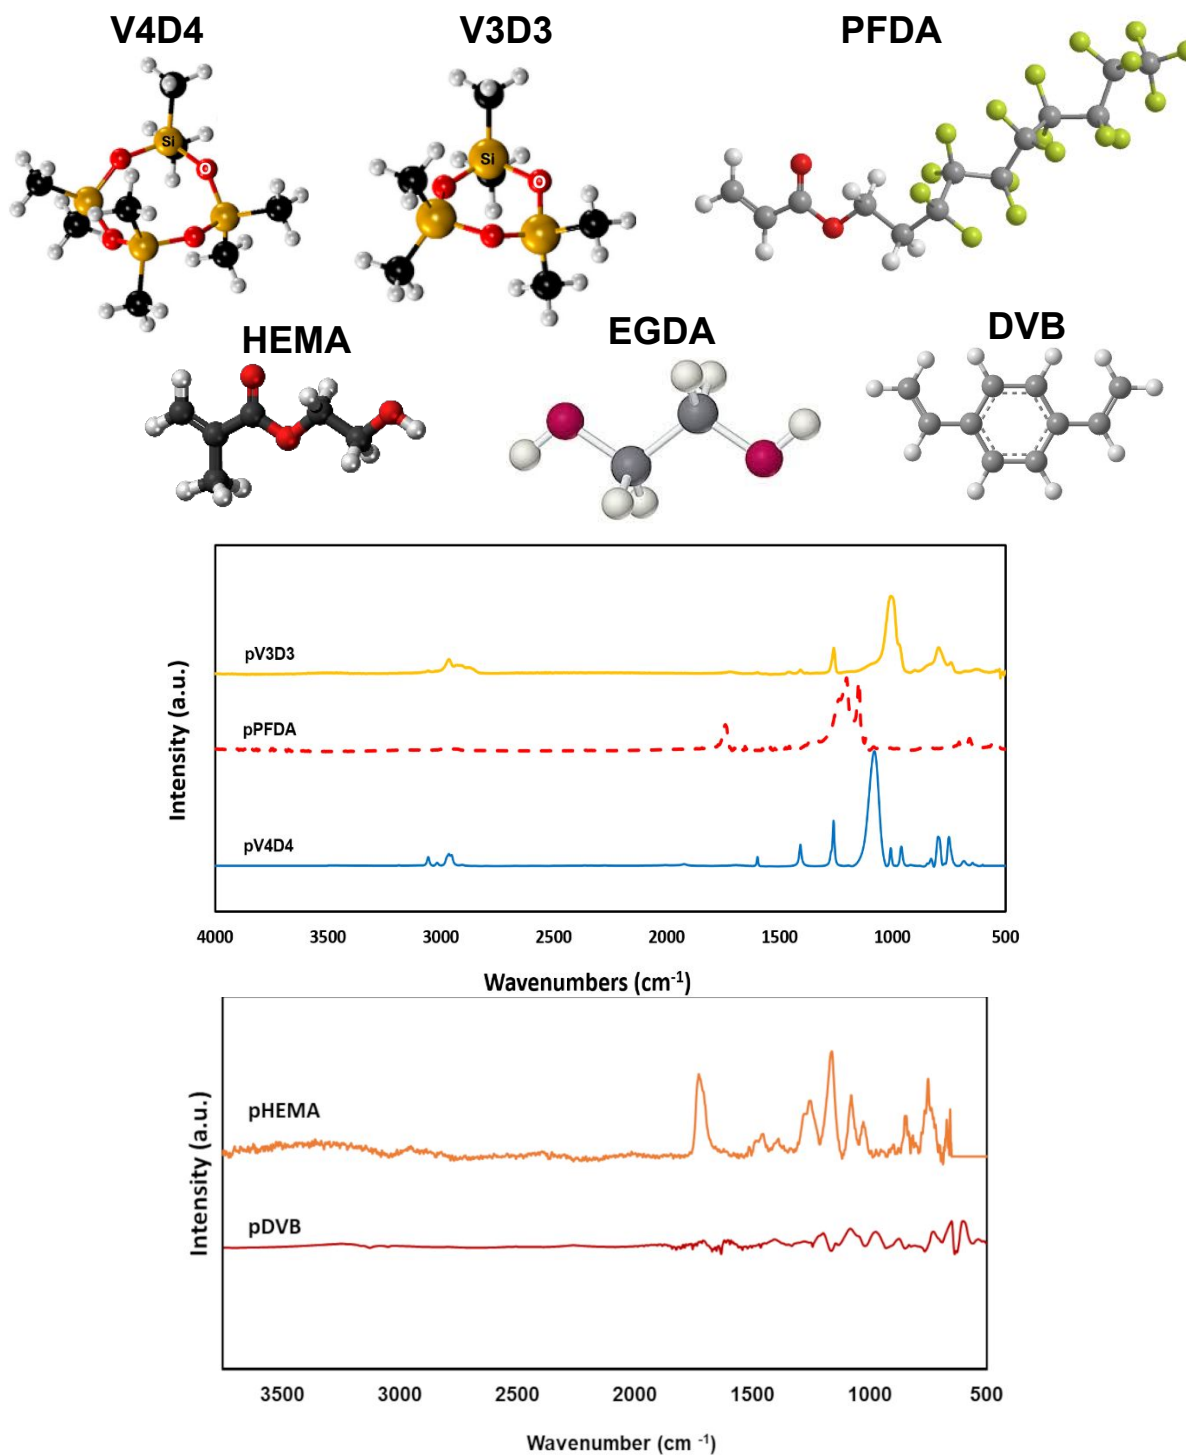 V4D4 V3D3 PFDA
Si
O
Si
O
HEMA EGDA DVB
Intensity (a.u.)
pV3D3
pPFDA
pV4D4
4000 3500 3000 2500 2000 1500 1000 500
Wavenumbers (cm⁻¹)
Intensity (a.u.)
pHEMA
pDVB
3500 3000 2500 2000 1500 1000 500
Wavenumber (cm ⁻¹)